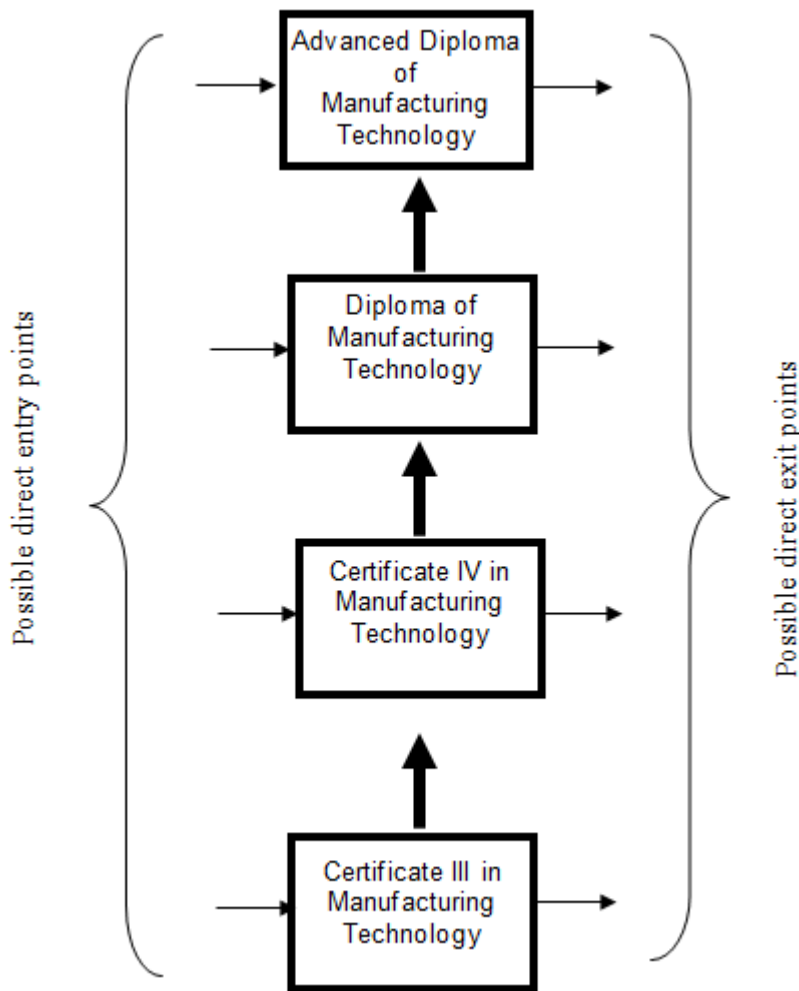 Advanced Diploma
of
Manufacturing
Technology
Diploma of
Manufacturing
Technology
Possible direct entry points
Possible direct exit points
Certificate IV in
Manufacturing
Technology
Certificate III in
Manufacturing
Technology